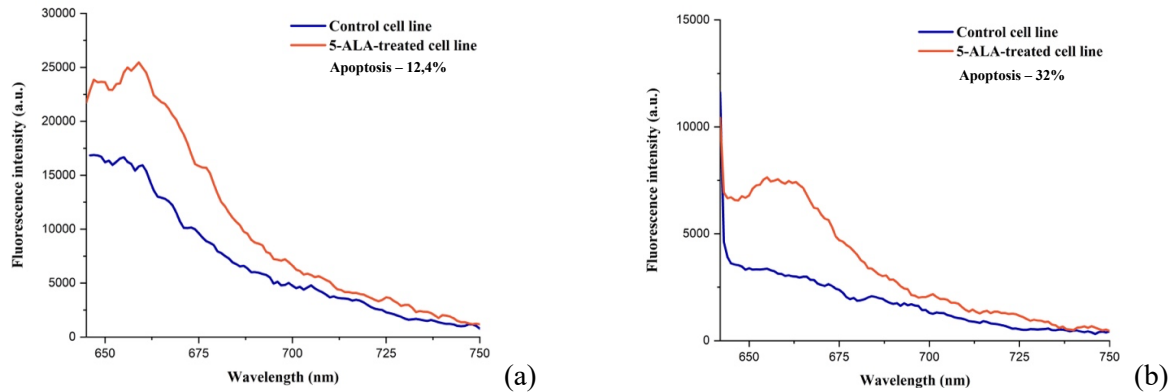 30000
25000
20000
15000
10000
5000
0
Fluorescence intensity (a.u.)
Control cell line
5-ALA-treated cell line
Apoptosis – 12,4%
650 675 700 725 750
Wavelength (nm)
(a)
15000
10000
5000
0
Fluorescence intensity (a.u.)
Control cell line
5-ALA-treated cell line
Apoptosis – 32%
650 675 700 725 750
Wavelength (nm)
(b)